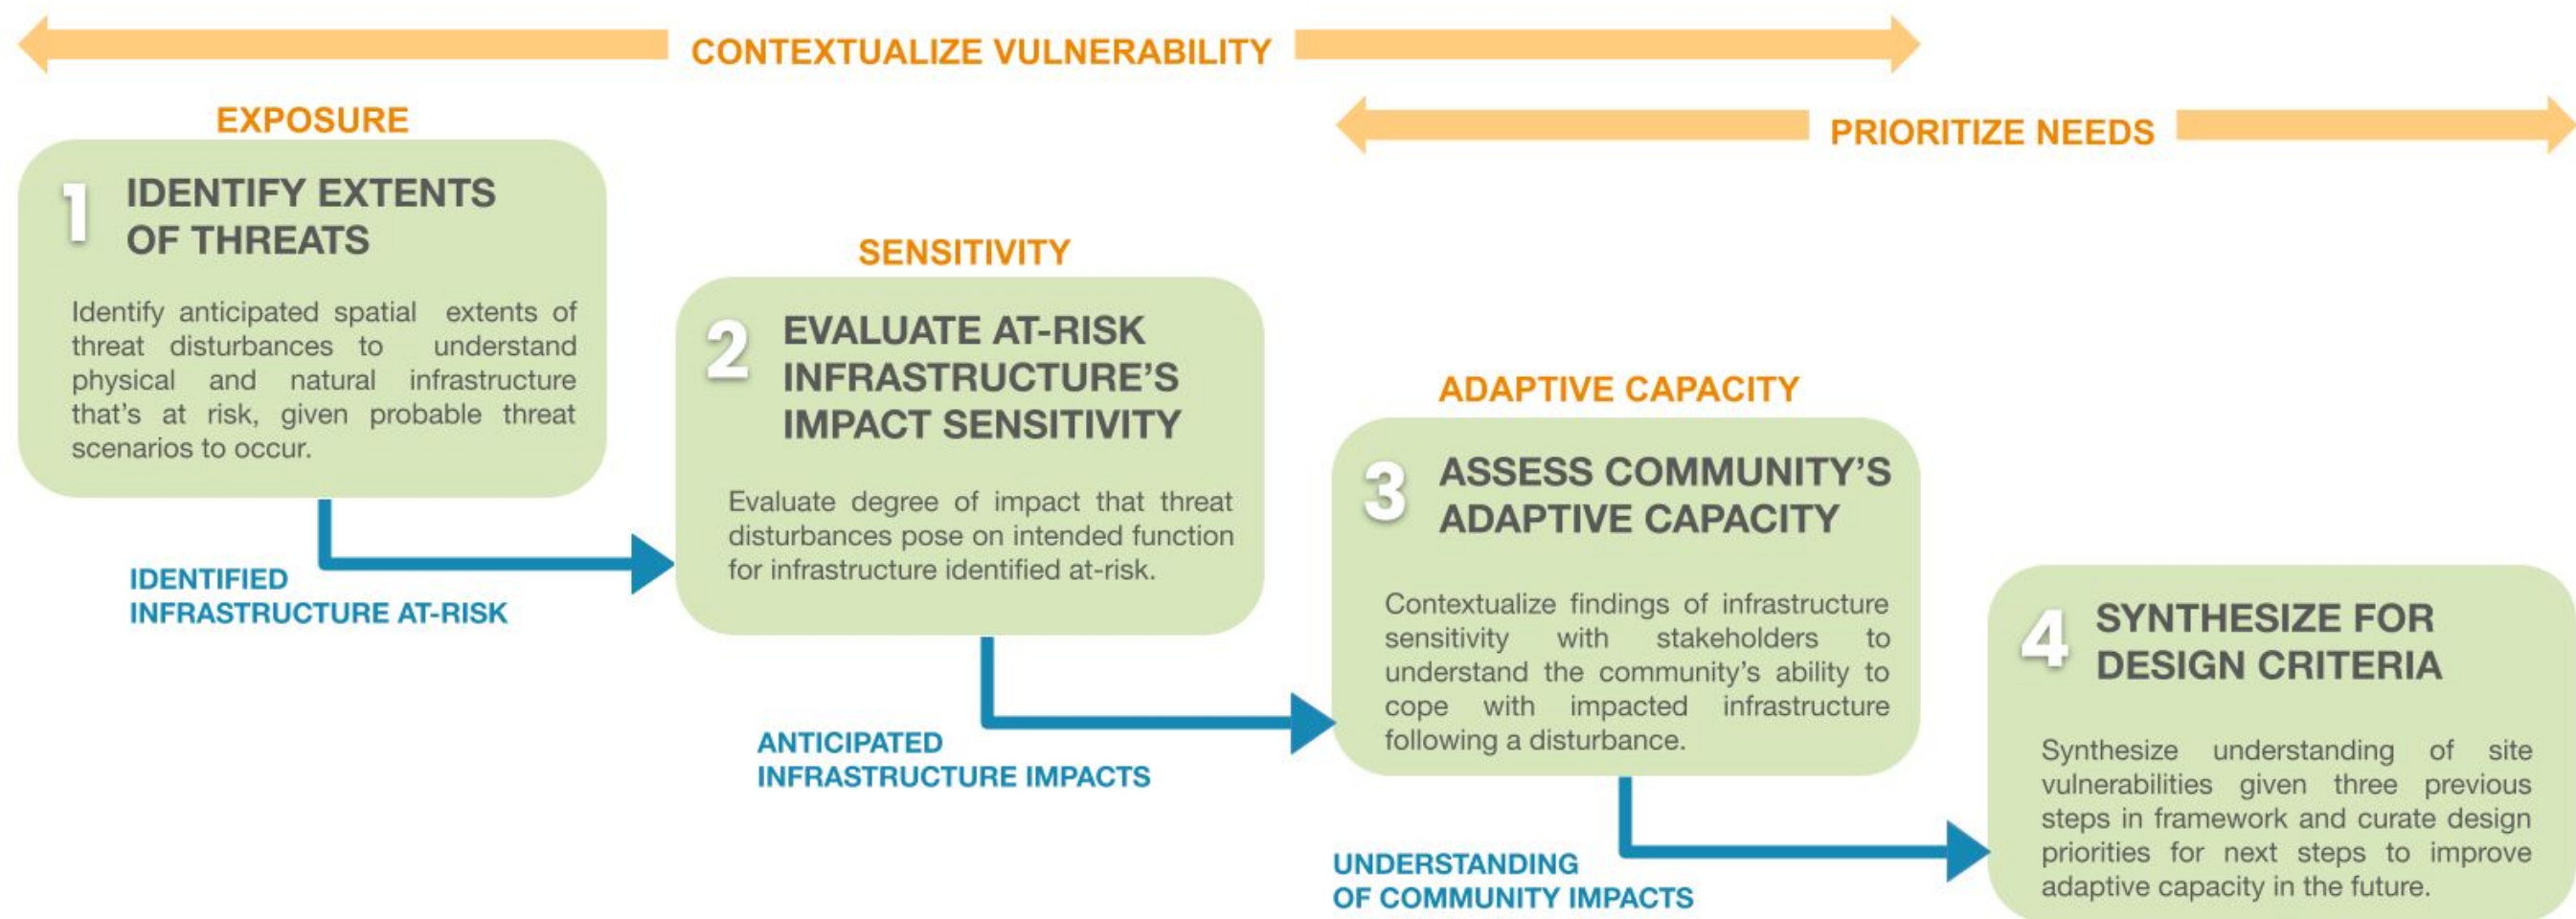 CONTEXTUALIZE VULNERABILITY
PRIORITIZE NEEDS
EXPOSURE
1
IDENTIFY EXTENTS
OF THREATS
Identify anticipated spatial extents of
threat disturbances to understand
physical and natural infrastructure
that's at risk, given probable threat
scenarios to occur.
IDENTIFIED
INFRASTRUCTURE AT-RISK
SENSITIVITY
2
EVALUATE AT-RISK
INFRASTRUCTURE'S
IMPACT SENSITIVITY
Evaluate degree of impact that threat
disturbances pose on intended function
for infrastructure identified at-risk.
ANTICIPATED
INFRASTRUCTURE IMPACTS
ADAPTIVE CAPACITY
3
ASSESS COMMUNITY'S
ADAPTIVE CAPACITY
Contextualize findings of infrastructure
sensitivity with stakeholders to
understand the community's ability to
cope with impacted infrastructure
following a disturbance.
UNDERSTANDING
OF COMMUNITY IMPACTS
4
SYNTHESIZE FOR
DESIGN CRITERIA
Synthesize understanding of site
vulnerabilities given three previous
steps in framework and curate design
priorities for next steps to improve
adaptive capacity in the future.